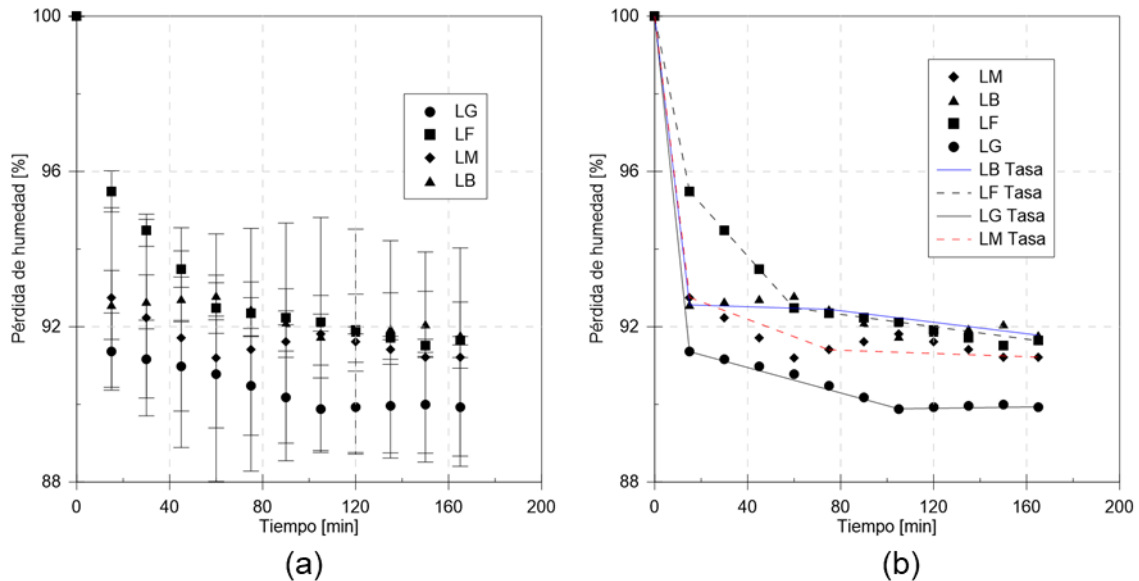 100
96
92
88
Pérdida de humedad [%]
0
40
80
120
160
200
Tiempo [min]
LG
LF
LM
LB
(a)
100
96
92
88
Pérdida de humedad [%]
0
40
80
120
160
200
Tiempo [min]
LM
LB
LF
LG
LB Tasa
LF Tasa
LG Tasa
LM Tasa
(b)